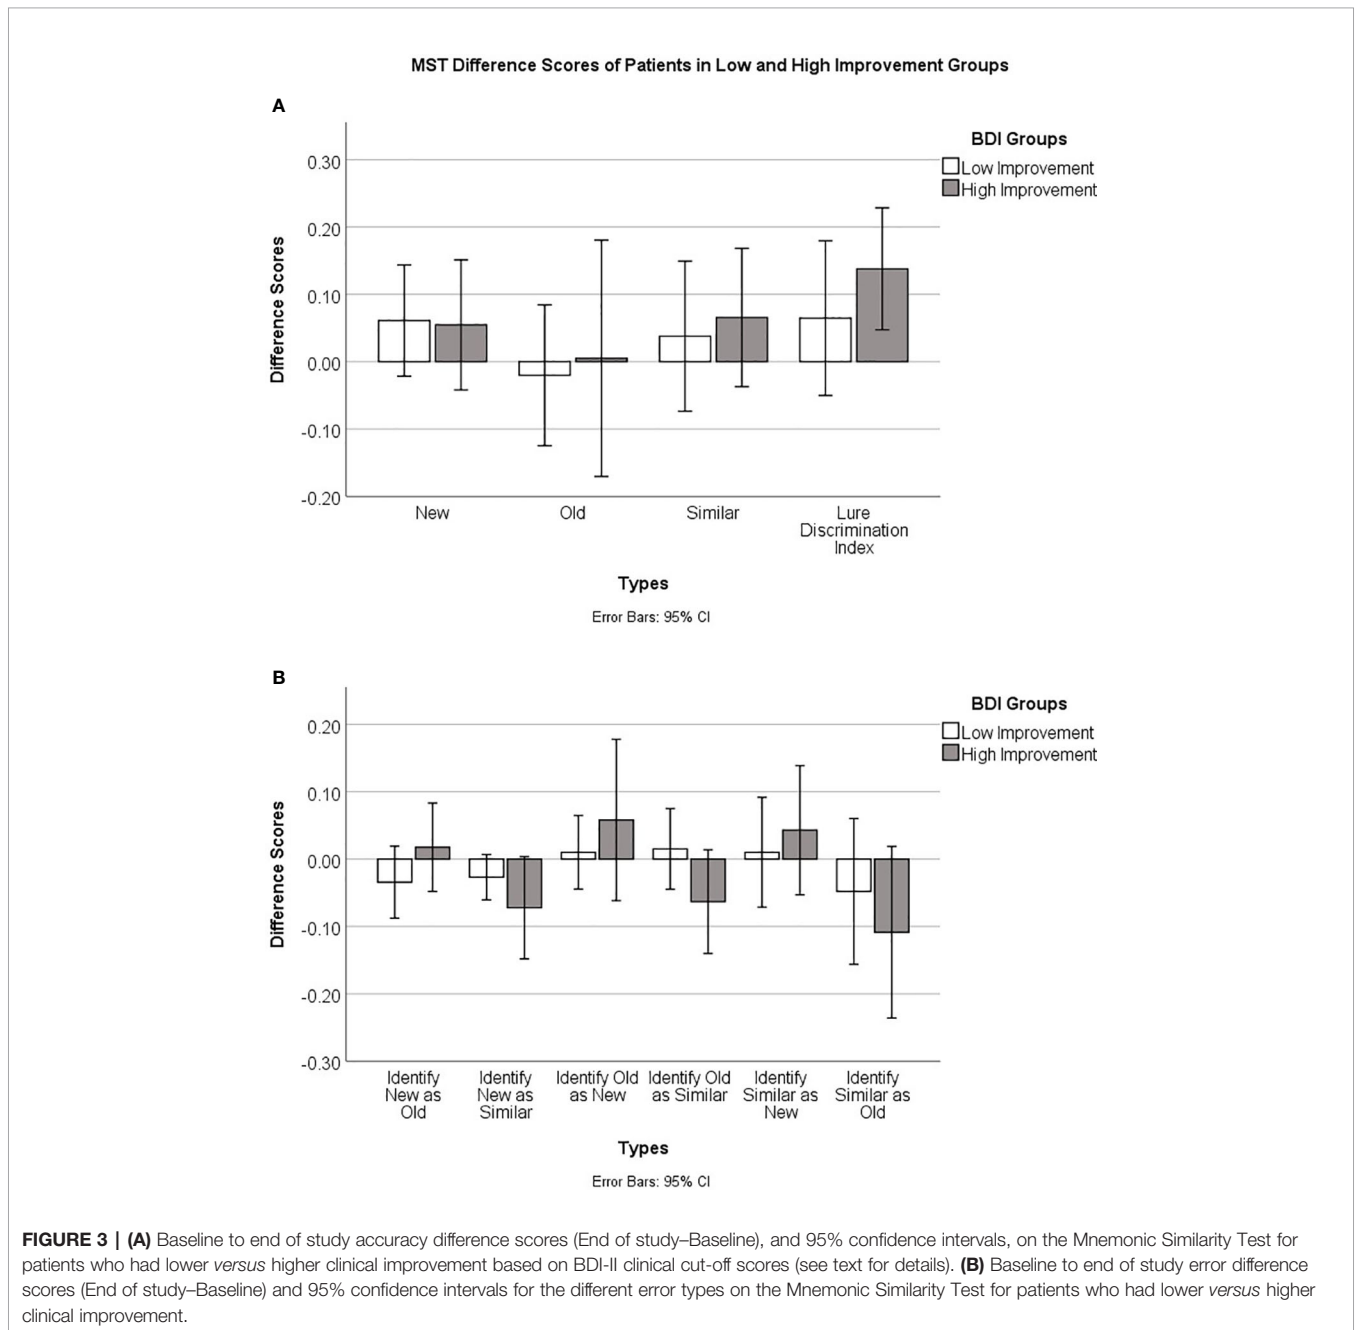 MST Difference Scores of Patients in Low and High Improvement Groups
A
BDI Groups
Low Improvement
High Improvement
Difference Scores
0.30
0.20
0.10
0.00
-0.10
-0.20
New
Old
Similar
Lure
Discrimination
Index
Types
Error Bars: 95% CI
B
BDI Groups
Low Improvement
High Improvement
Difference Scores
0.20
0.10
0.00
-0.10
-0.20
-0.30
Identify
New as
Old
Identify
New as
Similar
Identify Old
as New
Identify Old
as Similar
Identify
Similar as
New
Identify
Similar as
Old
Types
Error Bars: 95% CI
FIGURE 3 | (A) Baseline to end of study accuracy difference scores (End of study–Baseline), and 95% confidence intervals, on the Mnemonic Similarity Test for
patients who had lower versus higher clinical improvement based on BDI-II clinical cut-off scores (see text for details). (B) Baseline to end of study error difference
scores (End of study–Baseline) and 95% confidence intervals for the different error types on the Mnemonic Similarity Test for patients who had lower versus higher
clinical improvement.